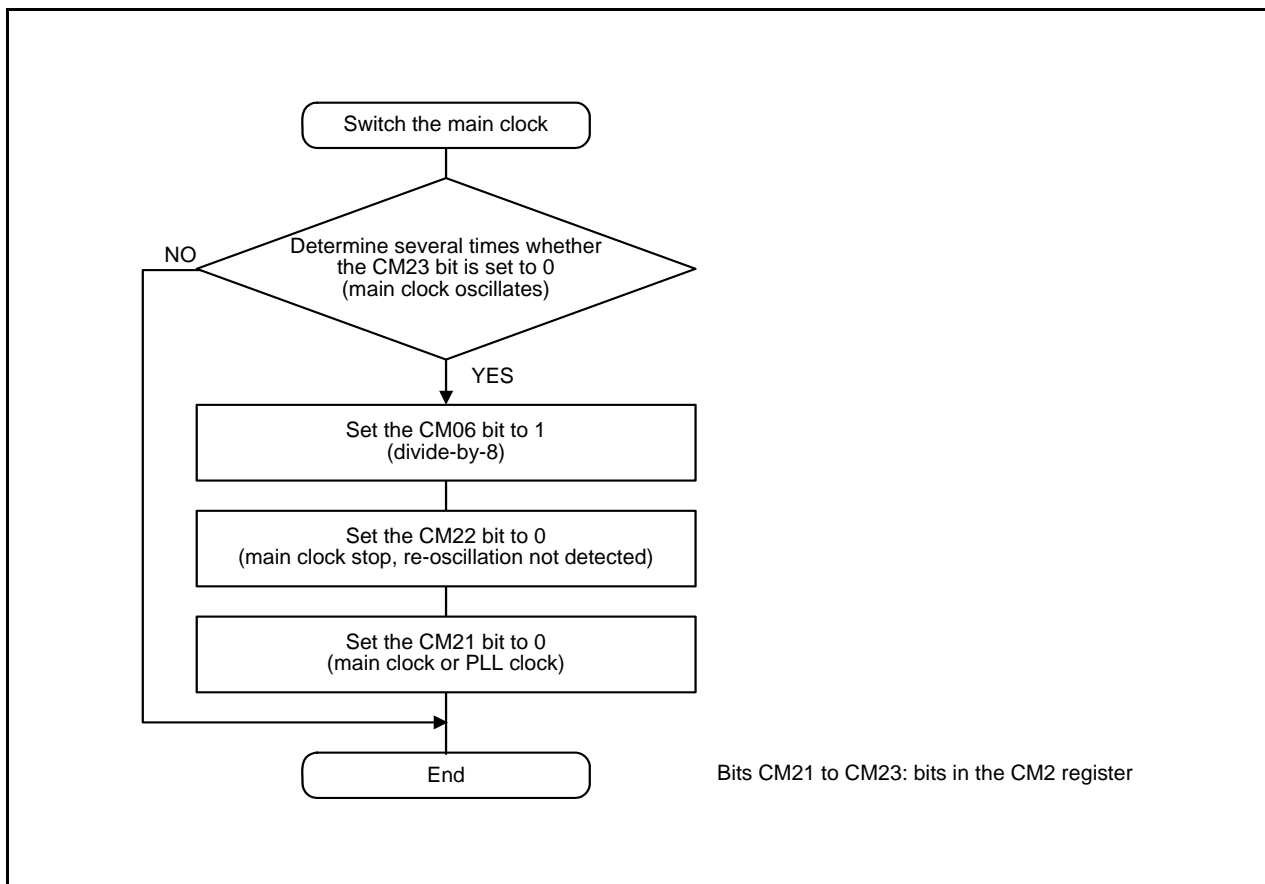 Switch the main clock
Determine several times whether
the CM23 bit is set to 0
(main clock oscillates)
NO
YES
Set the CM06 bit to 1
(divide-by-8)
Set the CM22 bit to 0
(main clock stop, re-oscillation not detected)
Set the CM21 bit to 0
(main clock or PLL clock)
End
Bits CM21 to CM23: bits in the CM2 register